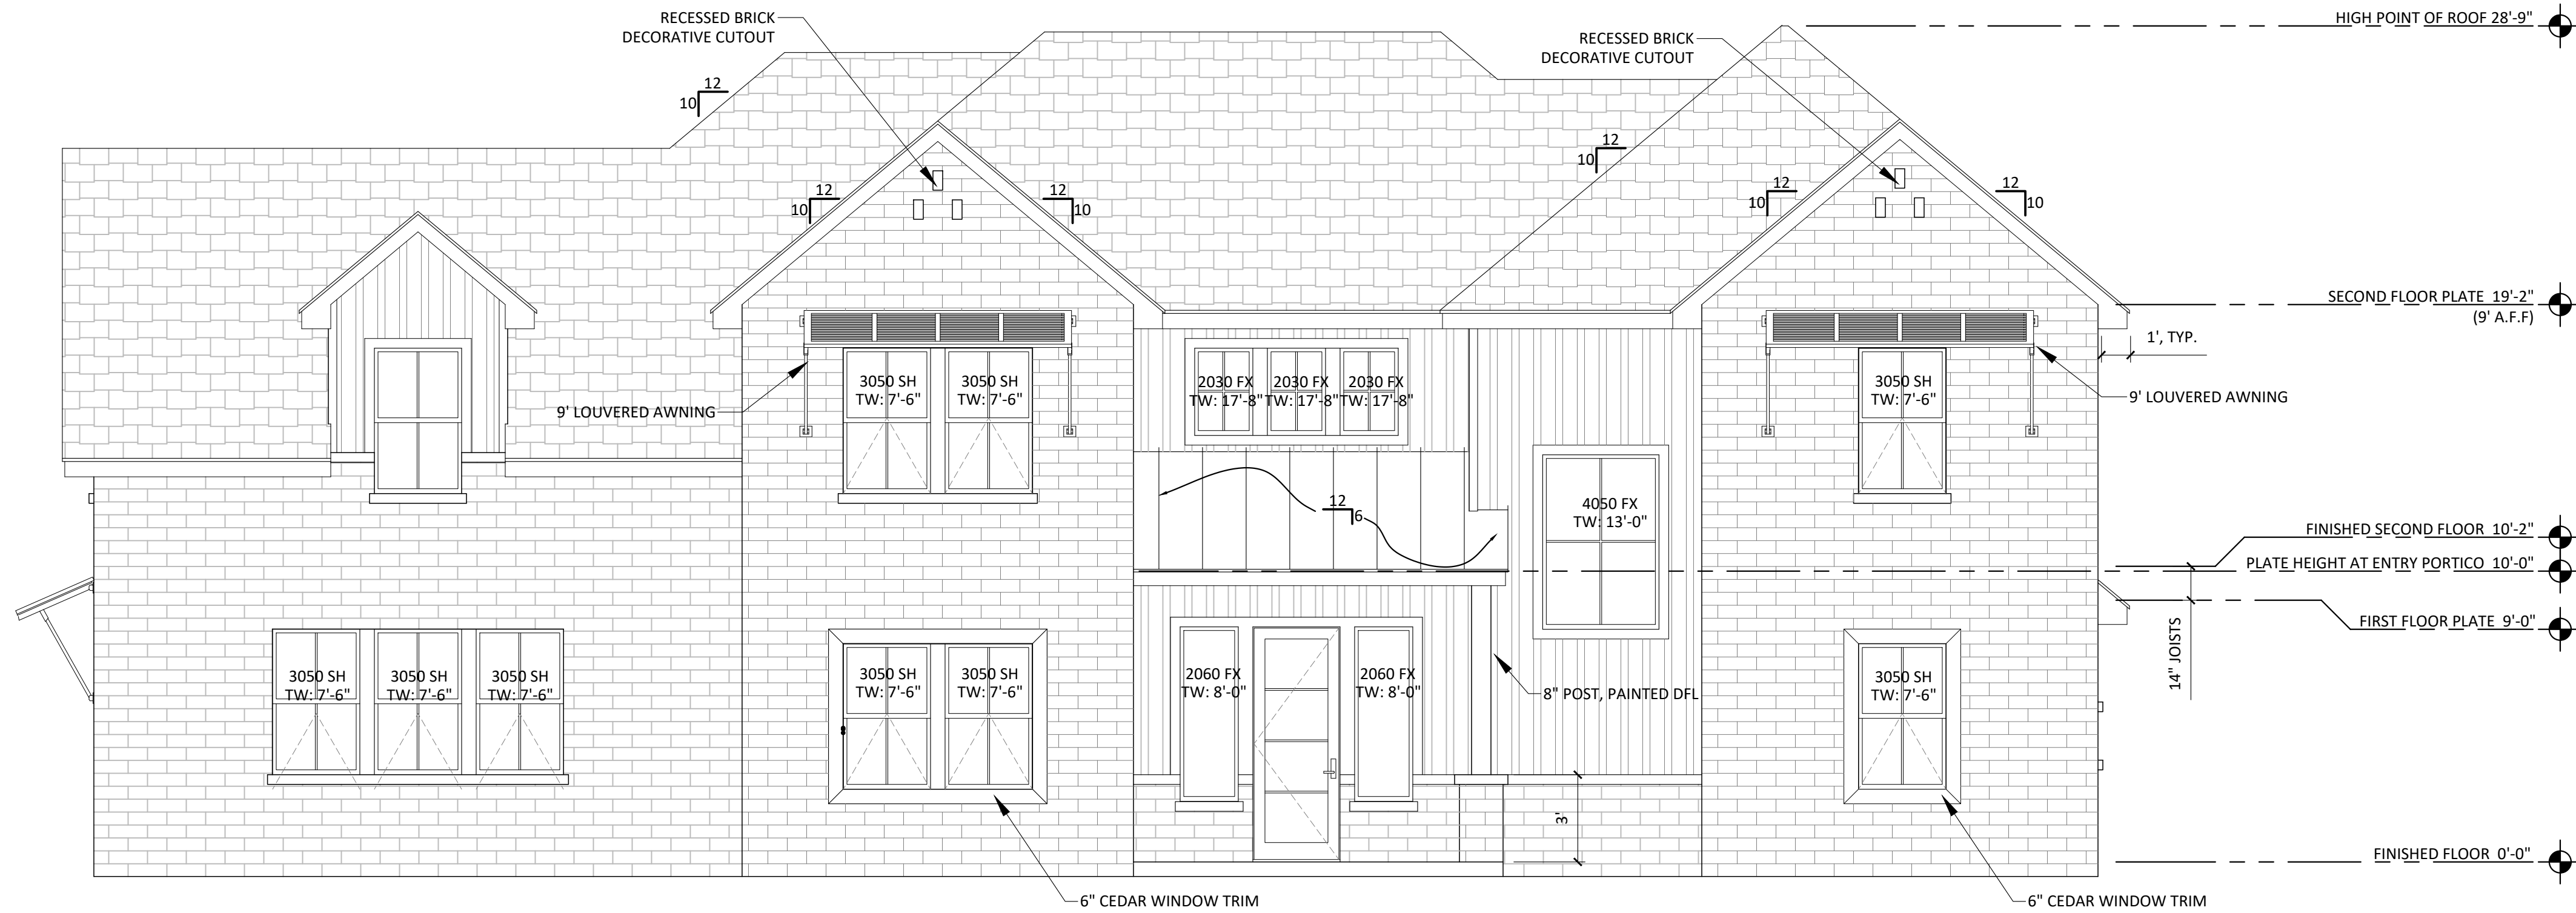 RECESSED BRICK
DECORATIVE CUTOUT
RECESSED BRICK
DECORATIVE CUTOUT
HIGH POINT OF ROOF 28'-9"
12
10
12
10
12
10
12
10
12
10
12
10
SECOND FLOOR PLATE 19'-2"
(9' A.F.F)
1', TYP.
9' LOUVERED AWNING
3050 SH
TW: 7'-6"
3050 SH
TW: 7'-6"
2030 FX
TW: 17'-8"
2030 FX
TW: 17'-8"
2030 FX
TW: 17'-8"
3050 SH
TW: 7'-6"
9' LOUVERED AWNING
12
6
4050 FX
TW: 13'-0"
FINISHED SECOND FLOOR 10'-2"
PLATE HEIGHT AT ENTRY PORTICO 10'-0"
FIRST FLOOR PLATE 9'-0"
14" JOISTS
3050 SH
TW: 7'-6"
3050 SH
TW: 7'-6"
3050 SH
TW: 7'-6"
3050 SH
TW: 7'-6"
3050 SH
TW: 7'-6"
2060 FX
TW: 8'-0"
2060 FX
TW: 8'-0"
8" POST, PAINTED DFL
3050 SH
TW: 7'-6"
3'
FINISHED FLOOR 0'-0"
6" CEDAR WINDOW TRIM
6" CEDAR WINDOW TRIM